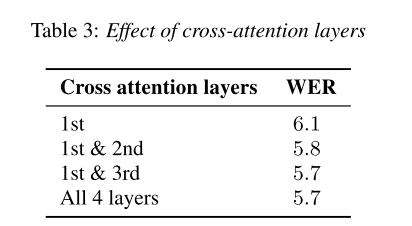 Table 3: Effect of cross-attention layers
Cross attention layers WER
1st 6.1
1st & 2nd 5.8
1st & 3rd 5.7
All 4 layers 5.7